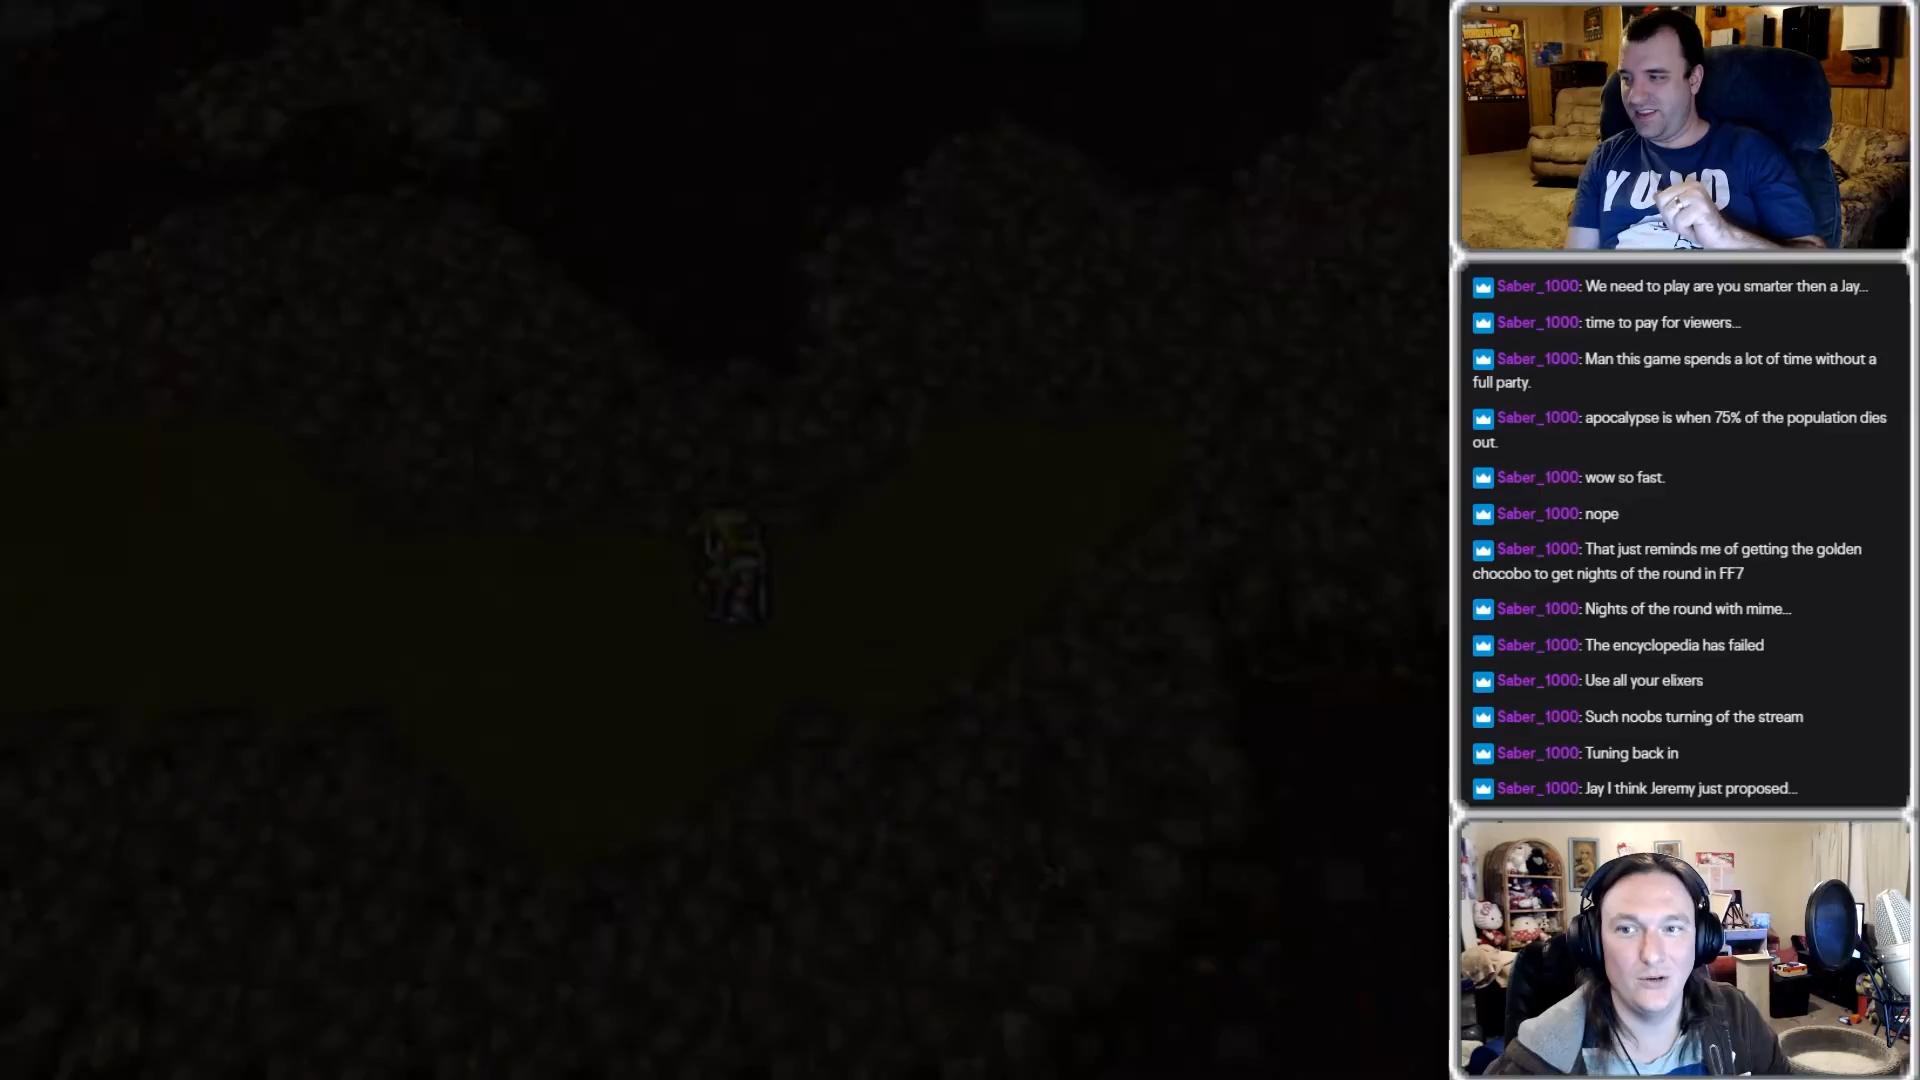 BORDERLANDS 2
Saber_1000: We need to play are you smarter then a Jay...
Saber_1000: time to pay for viewers...
Saber_1000: Man this game spends a lot of time without a
full party.
Saber_1000: apocalypse is when 75% of the population dies
out.
Saber_1000: wow so fast.
Saber_1000: nope
Saber_1000: That just reminds me of getting the golden
chocobo to get nights of the round in FF7
Saber_1000: Nights of the round with mime...
Saber_1000: The encyclopedia has failed
Saber_1000: Use all your elixers
Saber_1000: Such noobs turning of the stream
Saber_1000: Tuning back in
Saber_1000: Jay I think Jeremy just proposed...